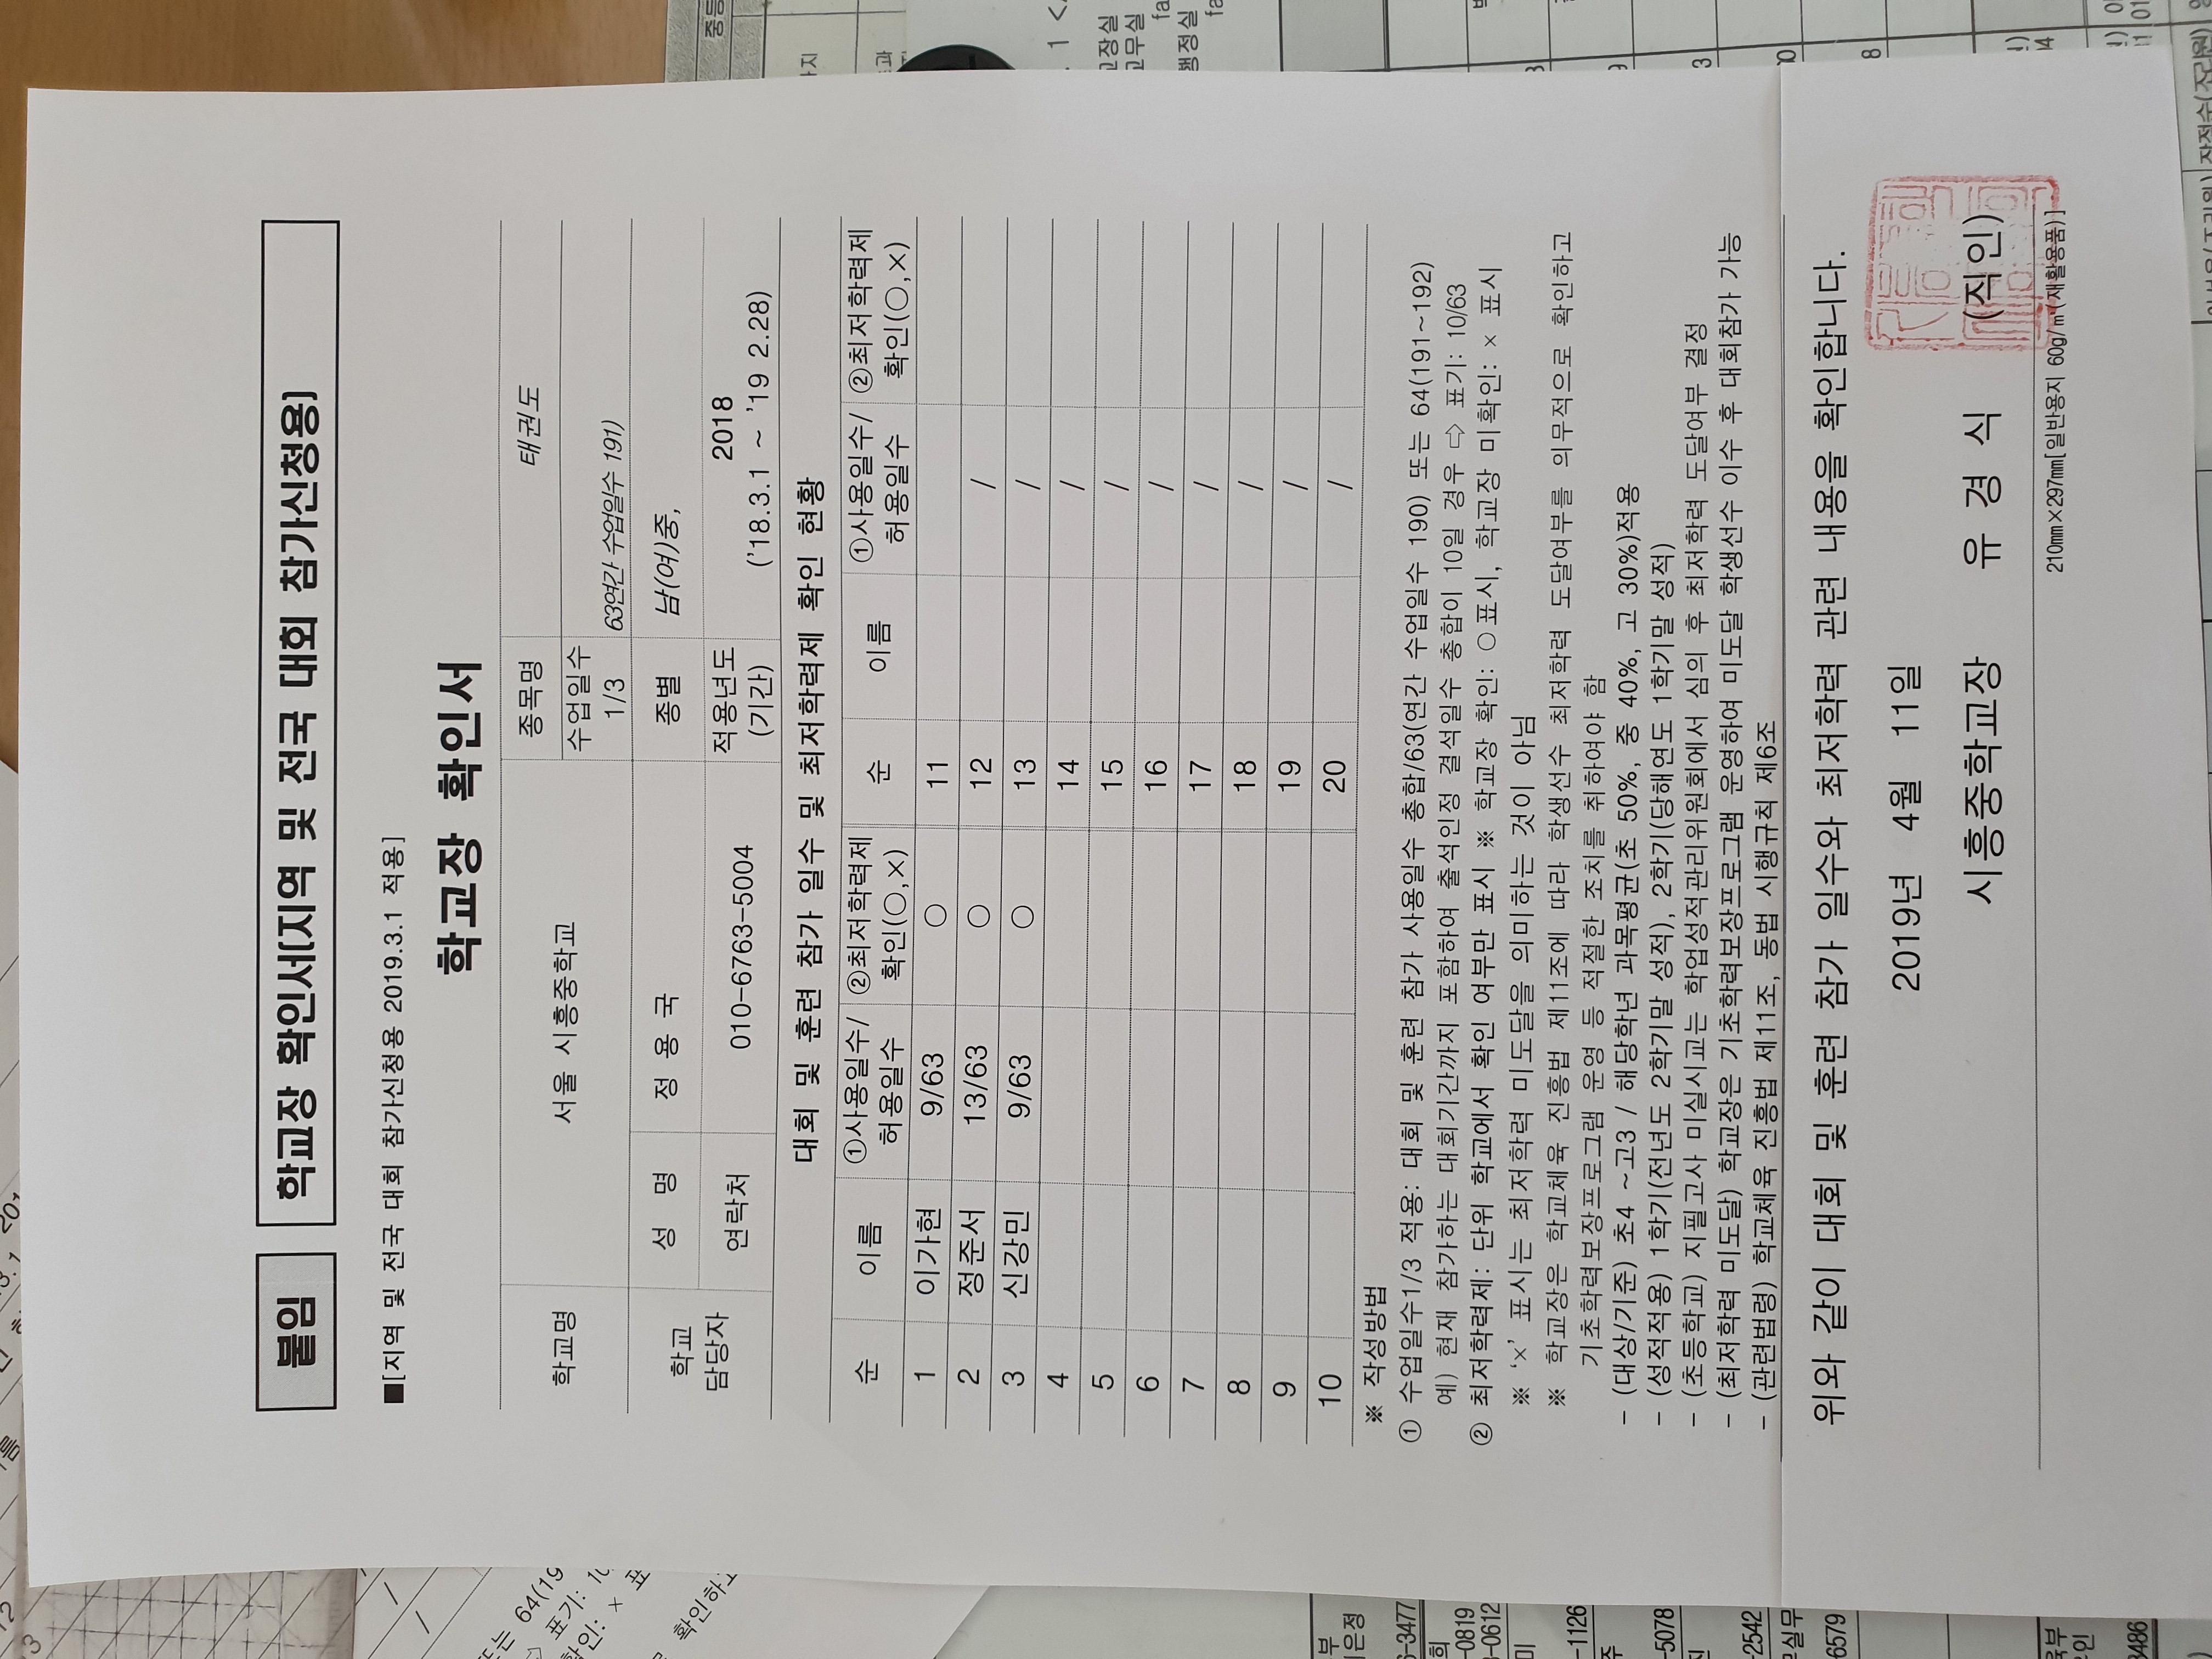 붙임 학교장 확인서[지역 및 전국 대회 참가신청용]
■[지역 및 전국 대회 참가신청용 2019.3.1 적용]
학교장 확인서
학교명 서울 시흥중학교 종목명 태권도
수업일수 1/3 63연간 수업일수 191)
학교 담당자 성 명 정 용 국 종별 남(여)중,
연락처 010-6763-5004 적용년도 (기간) 2018 ('18.3.1 ~ '19 2.28)
대회 및 훈련 참가 일수 및 최저학력제 확인 현황
순 이름 ①사용일수/허용일수 ②최저학력제 확인(○,×) 순 이름 ①사용일수/허용일수 ②최저학력제 확인(○,×)
1 이가현 9/63 ○ 11
2 정준서 13/63 ○ 12 /
3 신강민 9/63 ○ 13 /
4 14 /
5 15 /
6 16 /
7 17 /
8 18 /
9 19 /
10 20 /
※ 작성방법
① 수업일수1/3 적용: 대회 및 훈련 참가 사용일수 총합/63(연간 수업일수 190) 또는 64(191~192)
예) 현재 참가하는 대회기간까지 포함하여 출석인정 결석일수 총합이 10일 경우 ⇨ 표기: 10/63
② 최저학력제: 단위 학교에서 확인 여부만 표시 ※ 학교장 확인: ○ 표시, 학교장 미확인: × 표시
※ '×' 표시는 최저학력 미도달을 의미하는 것이 아님
※ 학교장은 학교체육 진흥법 제11조에 따라 학생선수 최저학력 도달여부를 의무적으로 확인하고
기초학력보장프로그램 운영 등 적절한 조치를 취하여야 함
- (대상/기준) 초4 ~고3 / 해당학년 과목평균(초 50%, 중 40%, 고 30%)적용
- (성적적용) 1학기(전년도 2학기말 성적), 2학기(당해연도 1학기말 성적)
- (초등학교) 지필고사 미실시교는 학업성적관리위원회에서 심의 후 최저학력 도달여부 결정
- (최저학력 미도달) 학교장은 기초학력보장프로그램 운영하여 미도달 학생선수 이수 후 대회참가 가능
- (관련법령) 학교체육 진흥법 제11조, 동법 시행규칙 제6조
위와 같이 대회 및 훈련 참가 일수와 최저학력 관련 내용을 확인합니다.
2019년 4월 11일
시흥중학교장 유 경 식 (직인)
210mm×297mm[일반용지 60g/㎡(재활용품)]